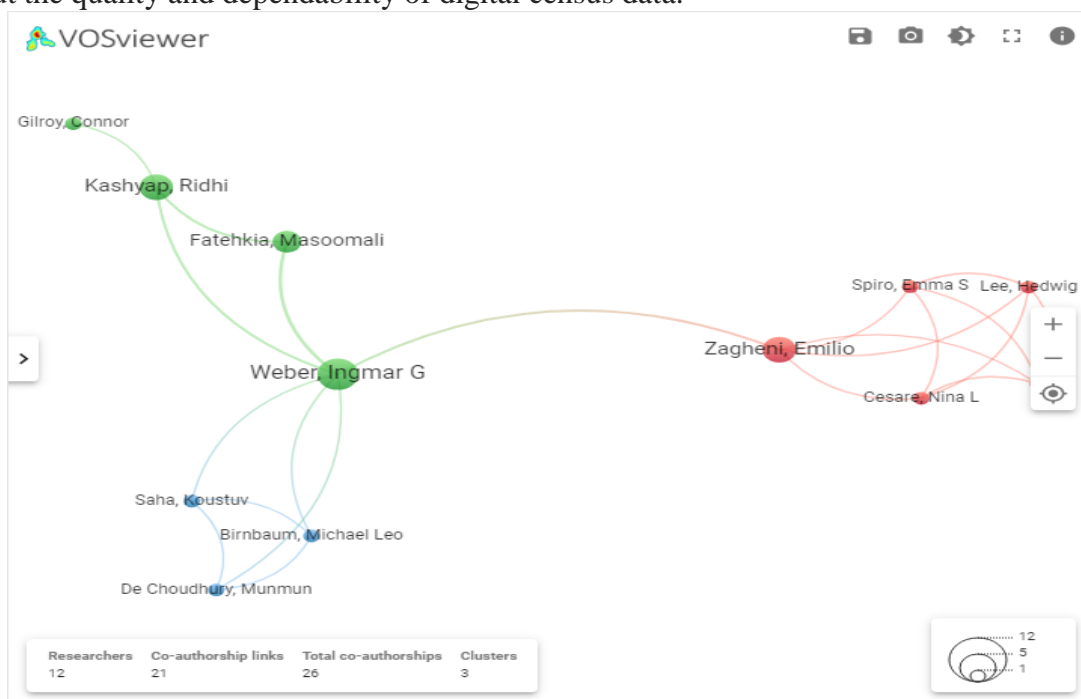 ut the quality and dependability of digital census data.
VOSviewer
Gilroy, Connor
Kashyap, Ridhi
Fatehkia, Masoomali
Spiro, Emma S
Lee, Hedwig
Zagheni, Emilio
Weber, Ingmar G
Cesare, Nina L
Saha, Koustuv
Birnbaum, Michael Leo
De Choudhury, Munmun
Researchers Co-authorship links Total co-authorships Clusters
12 21 26 3
12
5
1